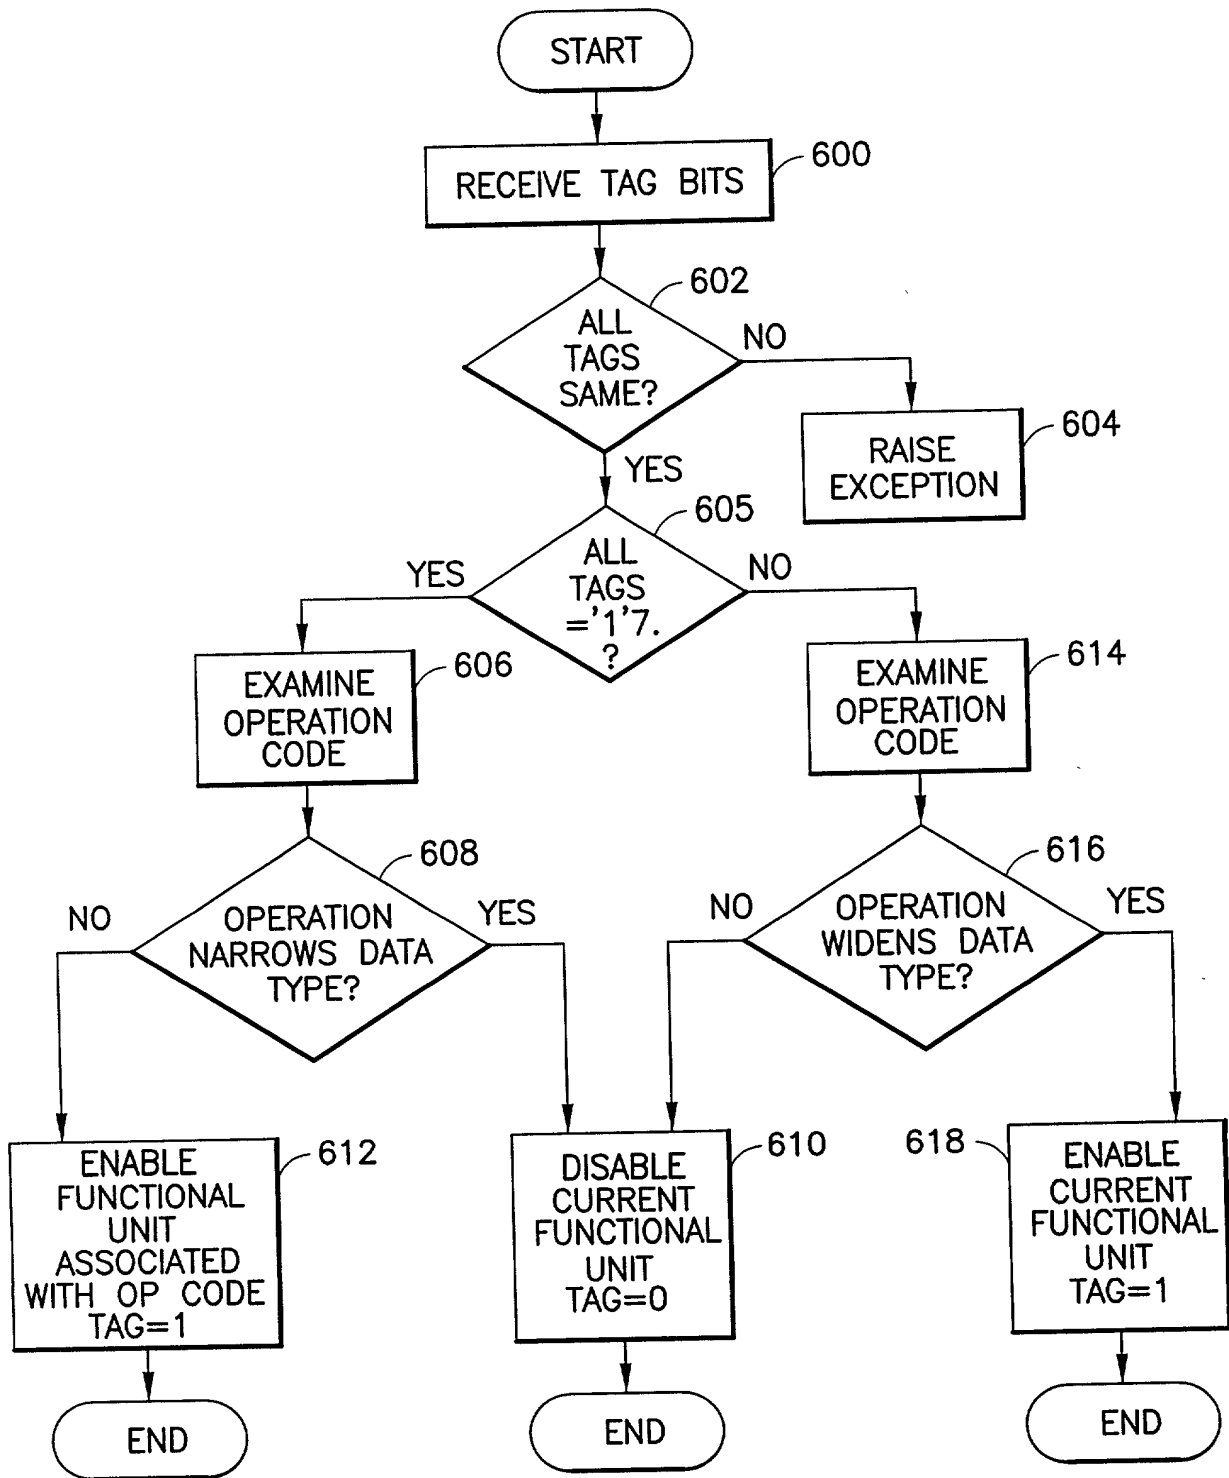 START
RECEIVE TAG BITS
600
602
ALL
TAGS
SAME?
NO
YES
RAISE
EXCEPTION
604
605
ALL
TAGS
='1'7.
?
YES
NO
EXAMINE
OPERATION
CODE
606
EXAMINE
OPERATION
CODE
614
608
OPERATION
NARROWS DATA
TYPE?
NO
YES
616
OPERATION
WIDENS DATA
TYPE?
NO
YES
ENABLE
FUNCTIONAL
UNIT
ASSOCIATED
WITH OP CODE
TAG=1
612
DISABLE
CURRENT
FUNCTIONAL
UNIT
TAG=0
610
618
ENABLE
CURRENT
FUNCTIONAL
UNIT
TAG=1
END
END
END